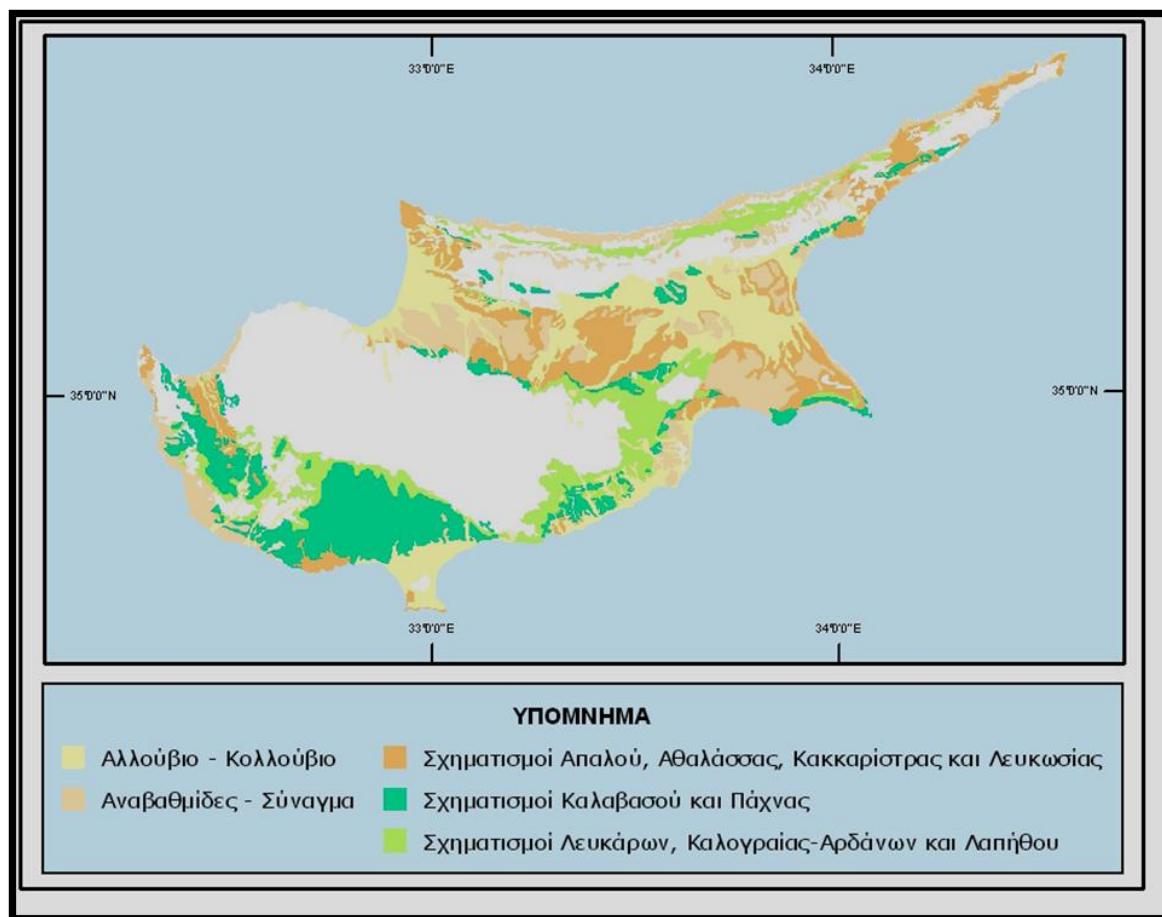 33°0'0"E 34°0'0"E
35°0'0"N 35°0'0"N
33°0'0"E 34°0'0"E
ΥΠΟΜΝΗΜΑ
Αλλούβιο - Κολλούβιο
Αναβαθμίδες - Σύναγμα
Σχηματισμοί Απαλού, Αθαλάσσας, Κακκαρίστρας και Λευκωσίας
Σχηματισμοί Καλαβασού και Πάχνας
Σχηματισμοί Λευκάρων, Καλογραίας-Αρδάνων και Λαπήθου